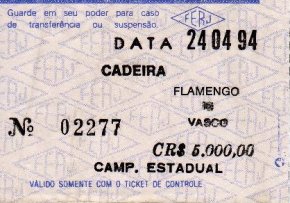 Guarde em seu poder para caso
de transferência ou suspensão.
FERJ
DATA 24 04 94
CADEIRA
FLAMENGO
x
VASCO
Nº 02277
CR$ 5.000,00
CAMP. ESTADUAL
VÁLIDO SOMENTE COM O TICKET DE CONTROLE